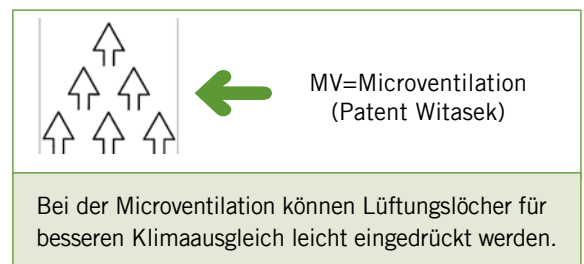 MV=Microventilation
(Patent Witasek)
Bei der Microventilation können Lüftungslöcher für
besseren Klimaausgleich leicht eingedrückt werden.